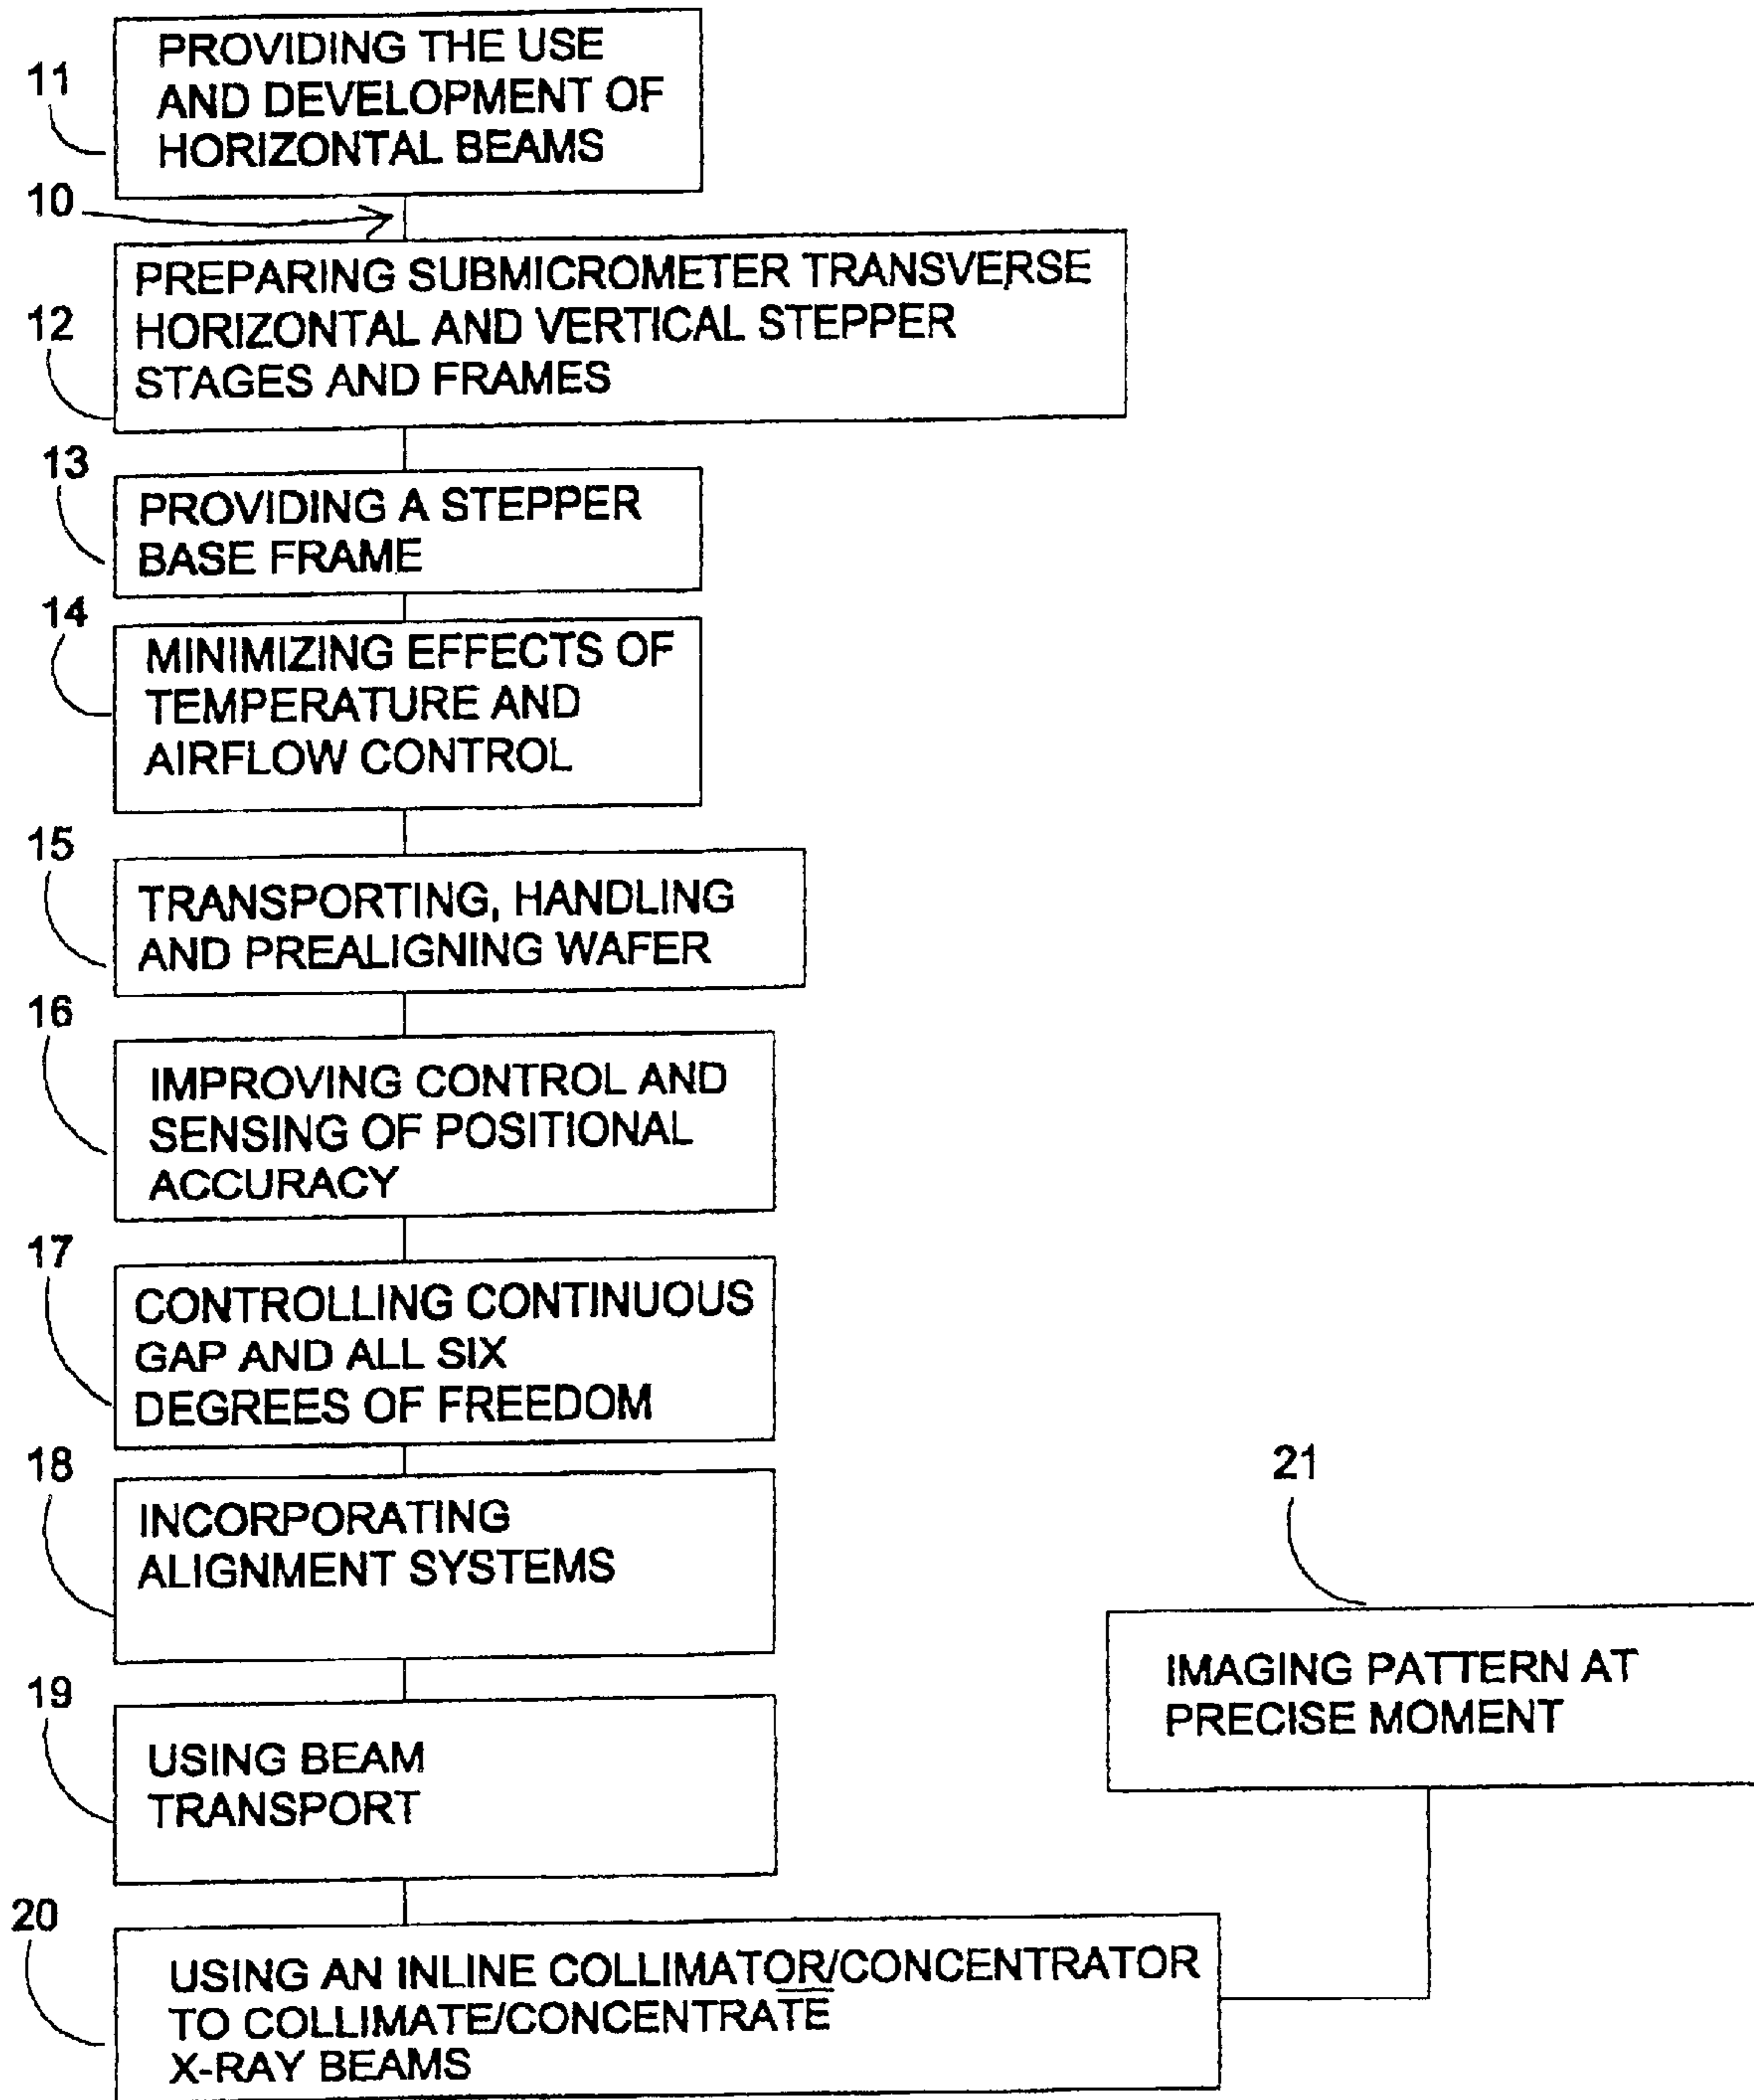 11
PROVIDING THE USE
AND DEVELOPMENT OF
HORIZONTAL BEAMS
10
12
PREPARING SUBMICROMETER TRANSVERSE
HORIZONTAL AND VERTICAL STEPPER
STAGES AND FRAMES
13
PROVIDING A STEPPER
BASE FRAME
14
MINIMIZING EFFECTS OF
TEMPERATURE AND
AIRFLOW CONTROL
15
TRANSPORTING, HANDLING
AND PREALIGNING WAFER
16
IMPROVING CONTROL AND
SENSING OF POSITIONAL
ACCURACY
17
CONTROLLING CONTINUOUS
GAP AND ALL SIX
DEGREES OF FREEDOM
18
INCORPORATING
ALIGNMENT SYSTEMS
19
USING BEAM
TRANSPORT
20
USING AN INLINE COLLIMATOR/CONCENTRATOR
TO COLLIMATE/CONCENTRATE
X-RAY BEAMS
21
IMAGING PATTERN AT
PRECISE MOMENT